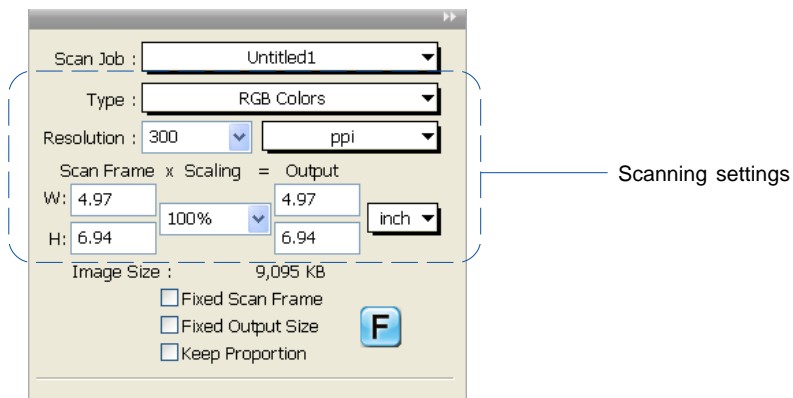 Scan Job : Untitled1
Type : RGB Colors
Resolution : 300 ppi
Scan Frame x Scaling = Output
W: 4.97 100% 4.97 inch
H: 6.94 6.94
Scanning settings
Image Size : 9,095 KB
Fixed Scan Frame
Fixed Output Size
Keep Proportion
F